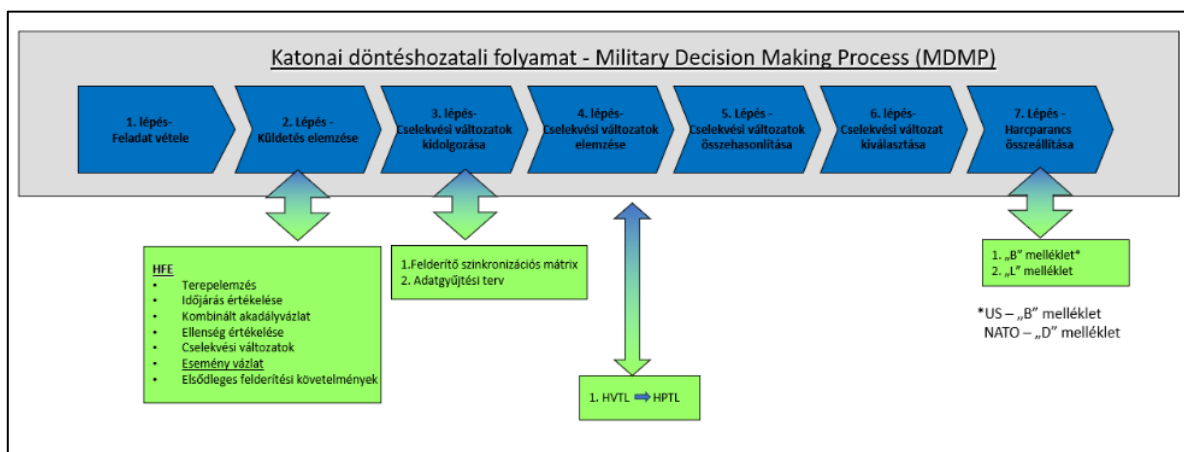 Katonai döntéshozatali folyamat - Military Decision Making Process (MDMP)
1. lépés-
Feladat vétele
2. Lépés -
Küldetés elemzése
3. lépés-
Cselekvési változatok
kidolgozása
4. lépés-
Cselekvési változatok
elemzése
5. Lépés -
Cselekvési változatok
összehasonlítása
6. lépés-
Cselekvési változat
kiválasztása
7. Lépés -
Harcparancs
összeállítása
HFE
• Terepelemzés
• Időjárás értékelése
• Kombinált akadályvázlat
• Ellenség értékelése
• Cselekvési változatok
• Esemény vázlat
• Elsődleges felderítési követelmények
1.Felderítő szinkronizációs mátrix
2. Adatgyűjtési terv
1. HVTL HPTL
1. „B” melléklet*
2. „L” melléklet
*US – „B” melléklet
NATO – „D” melléklet